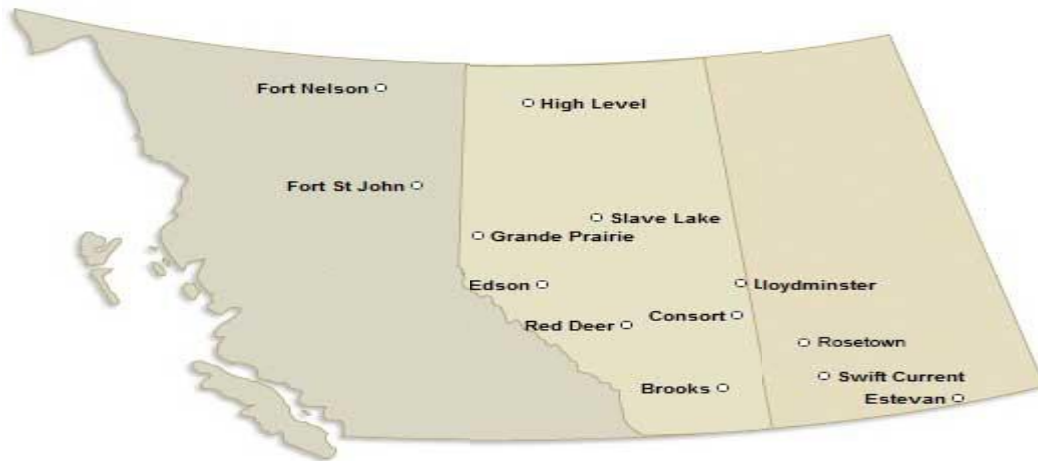 Fort Nelson
High Level
Fort St John
Slave Lake
Grande Prairie
Edson
Lloydminster
Consort
Red Deer
Rosetown
Swift Current
Brooks
Estevan